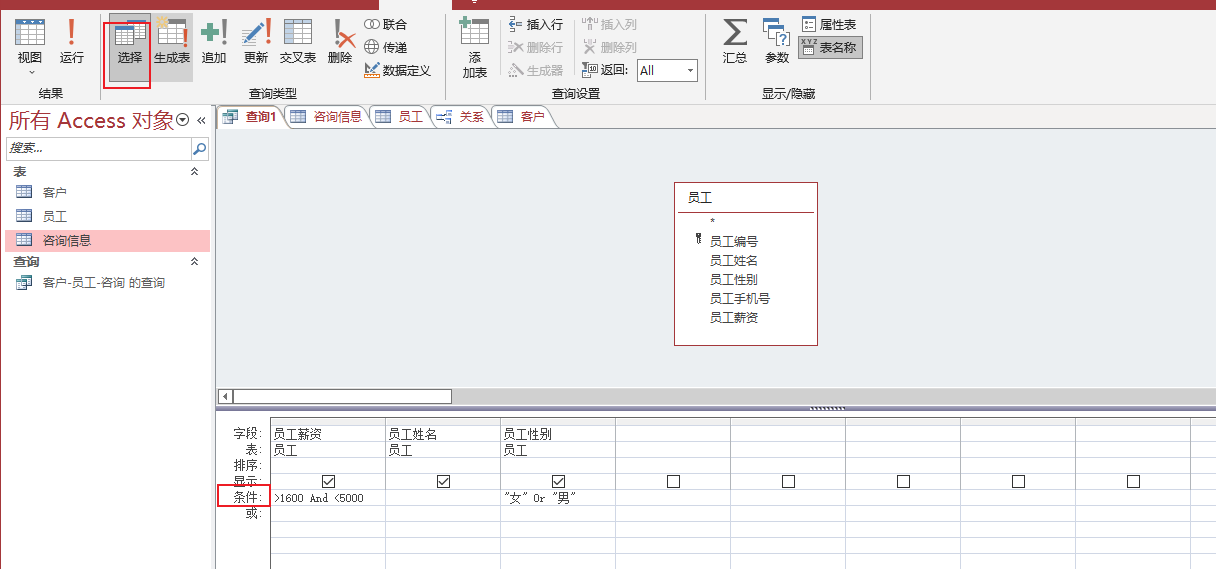 视图
运行
结果
选择
生成表
追加
更新
交叉表
删除
联合
传递
数据定义
查询类型
添
加表
插入行
删除行
生成器
插入列
删除列
返回: All
查询设置
汇总
参数
属性表
XYZ 表名称
显示/隐藏
所有 Access 对象
搜索...
表
客户
员工
咨询信息
查询
客户-员工-咨询 的查询
查询1 咨询信息 员工 关系 客户
员工
*
员工编号
员工姓名
员工性别
员工手机号
员工薪资
字段: 员工薪资 员工姓名 员工性别
表: 员工 员工 员工
排序:
显示:
条件: >1600 And <5000 "女" Or "男"
或: